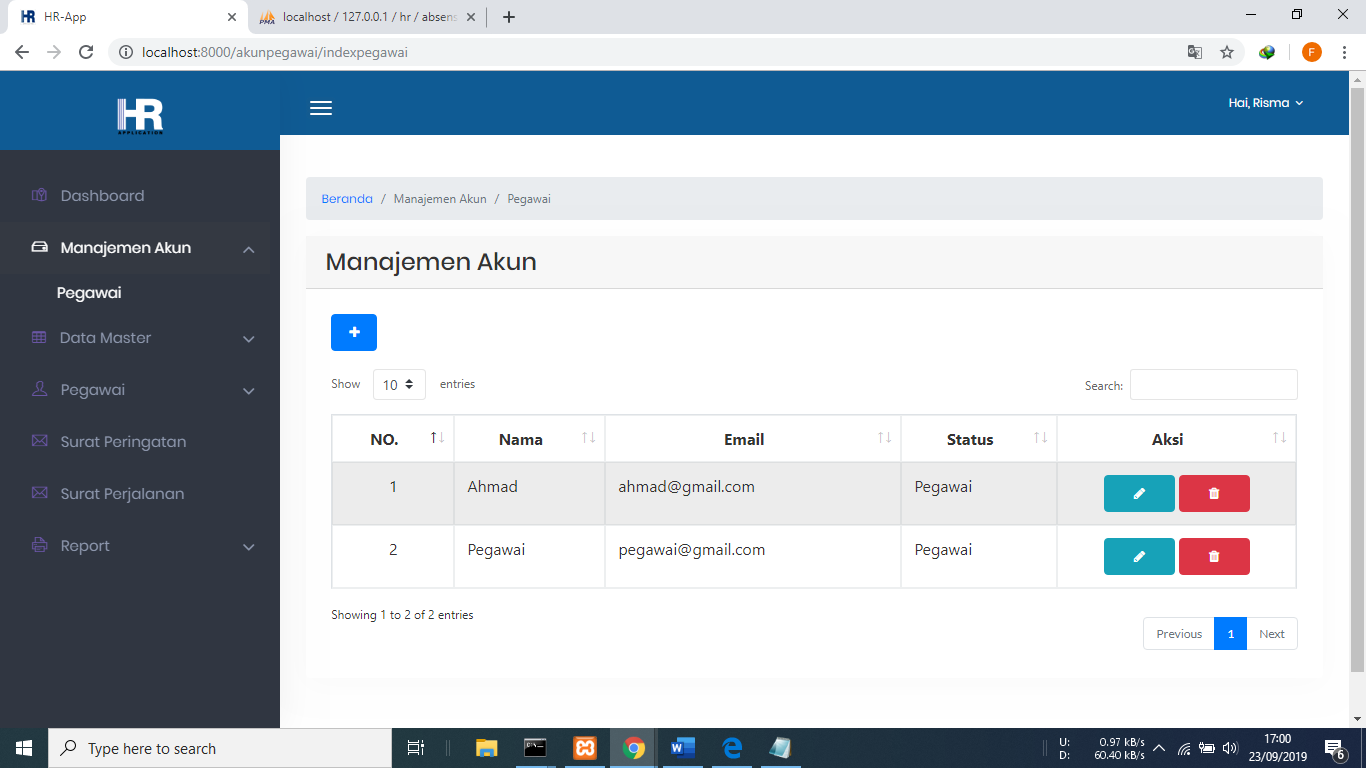 HR-App
localhost / 127.0.0.1 / hr / absens
localhost:8000/akunpegawai/indexpegawai
F
HR
APPLICATION
Hai, Risma
Dashboard
Manajemen Akun
Pegawai
Data Master
Pegawai
Surat Peringatan
Surat Perjalanan
Report
Beranda / Manajemen Akun / Pegawai
Manajemen Akun
+
Show 10 entries
Search:
NO. Nama Email Status Aksi
1 Ahmad ahmad@gmail.com Pegawai
2 Pegawai pegawai@gmail.com Pegawai
Showing 1 to 2 of 2 entries
Previous 1 Next
Type here to search
U: 0.97 kB/s
D: 60.40 kB/s
17:00
23/09/2019
6